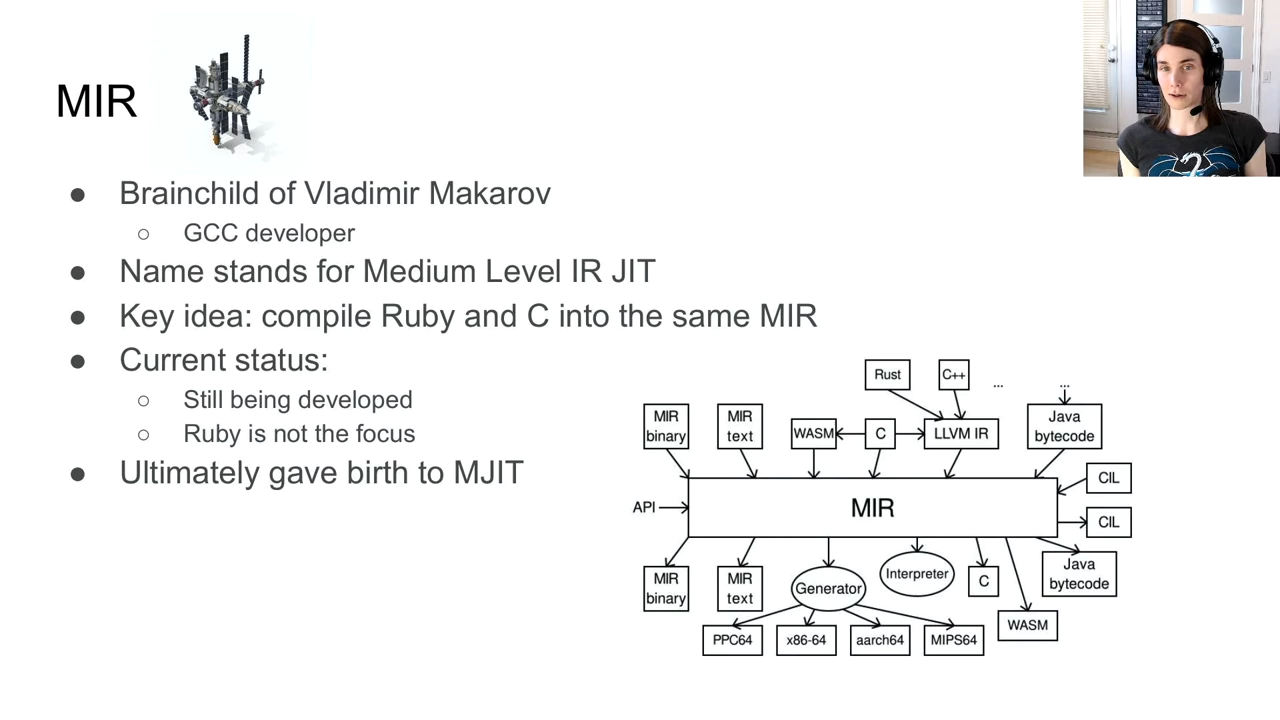 MIR
● Brainchild of Vladimir Makarov
○ GCC developer
● Name stands for Medium Level IR JIT
● Key idea: compile Ruby and C into the same MIR
● Current status:
○ Still being developed
○ Ruby is not the focus
● Ultimately gave birth to MJIT
Rust
C++
...
...
MIR
binary
MIR
text
WASM
C
LLVM IR
Java
bytecode
API
MIR
CIL
CIL
MIR
binary
MIR
text
Generator
Interpreter
C
Java
bytecode
WASM
PPC64
x86-64
aarch64
MIPS64